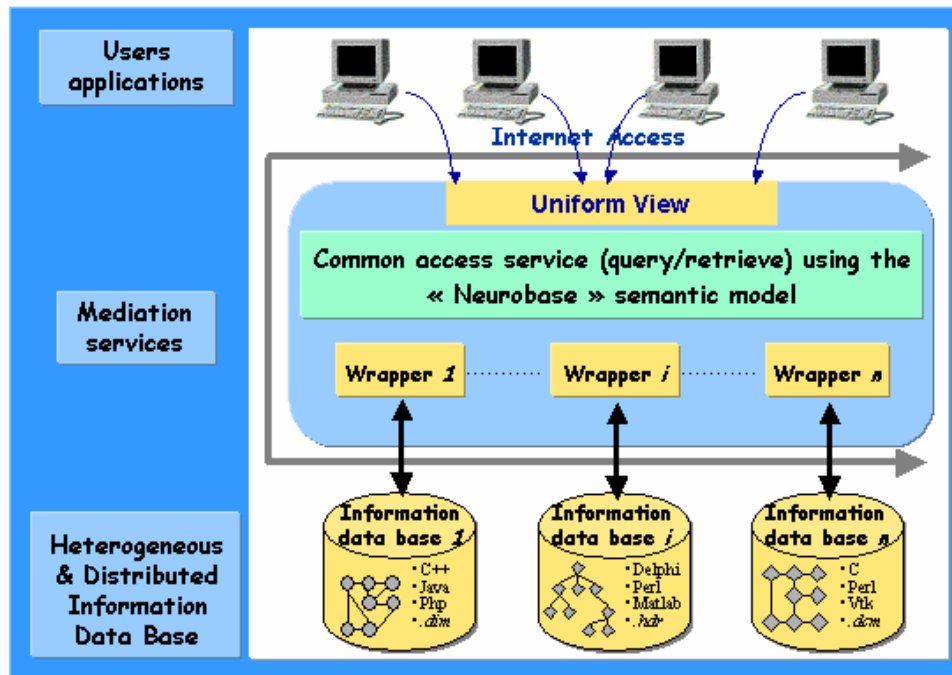 Users
applications
Internet Access
Uniform View
Common access service (query/retrieve) using the
« Neurobase » semantic model
Mediation
services
Wrapper 1
Wrapper i
Wrapper n
Heterogeneous
& Distributed
Information
Data Base
Information
data base 1
• C++
• Java
• Php
• .dim
Information
data base i
• Delphi
• Perl
• Matlab
• .hdr
Information
data base n
• C
• Perl
• Vtk
• .dcm